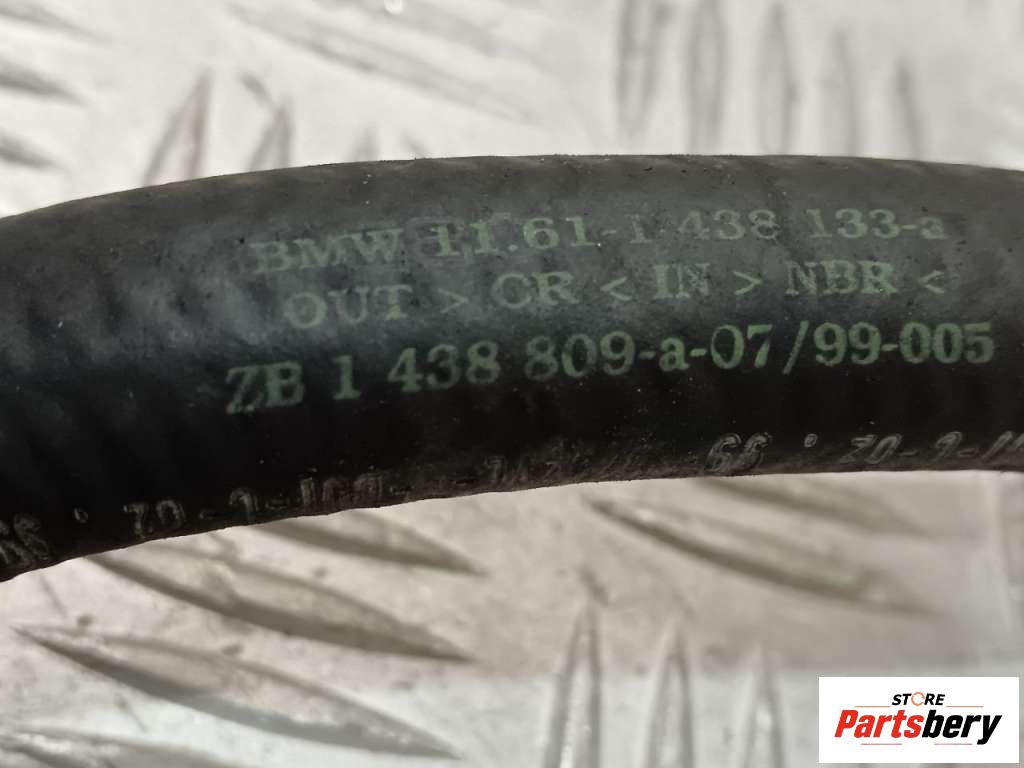 BMW 11.61-1 438 133-a
OUT > CR < IN > NBR <
ZB 1 438 809-a-07/99-005
STORE
Partsbery